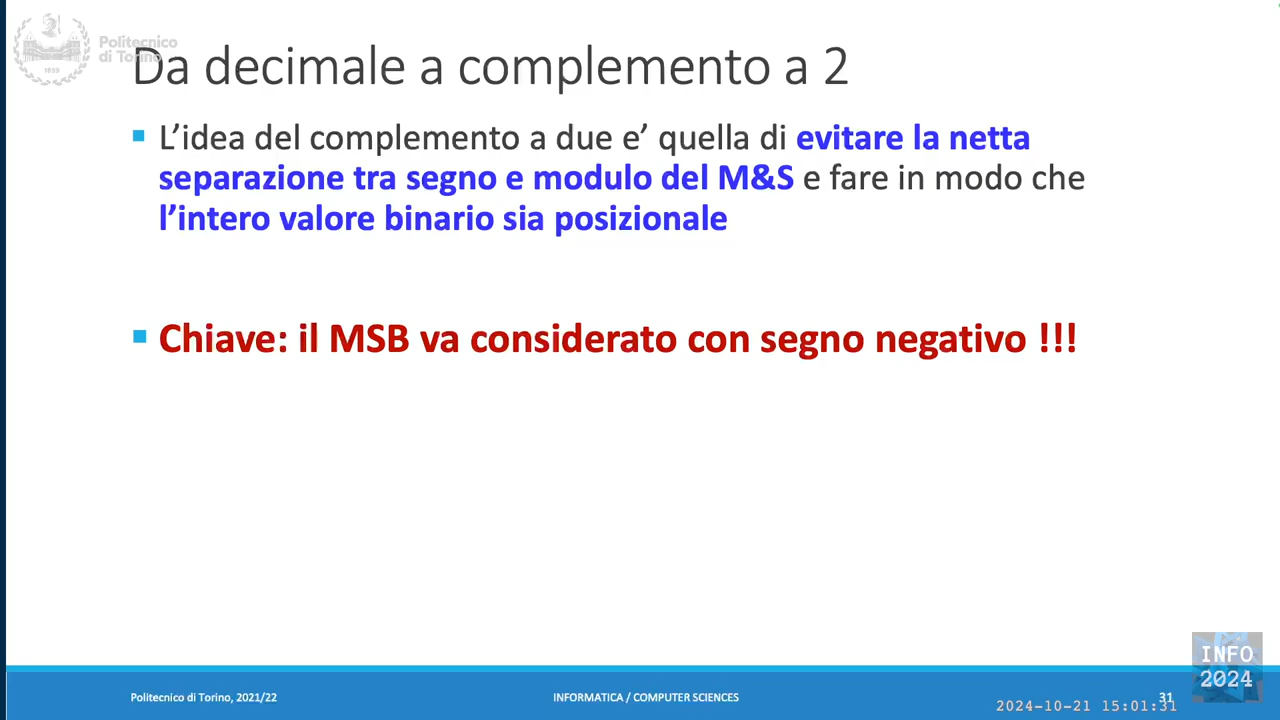 Politecnico
di Torino
1859
Da decimale a complemento a 2
L’idea del complemento a due e’ quella di evitare la netta
separazione tra segno e modulo del M&S e fare in modo che
l’intero valore binario sia posizionale
Chiave: il MSB va considerato con segno negativo !!!
INFO
2024
Politecnico di Torino, 2021/22
INFORMATICA / COMPUTER SCIENCES
31
2024-10-21 15:01:31